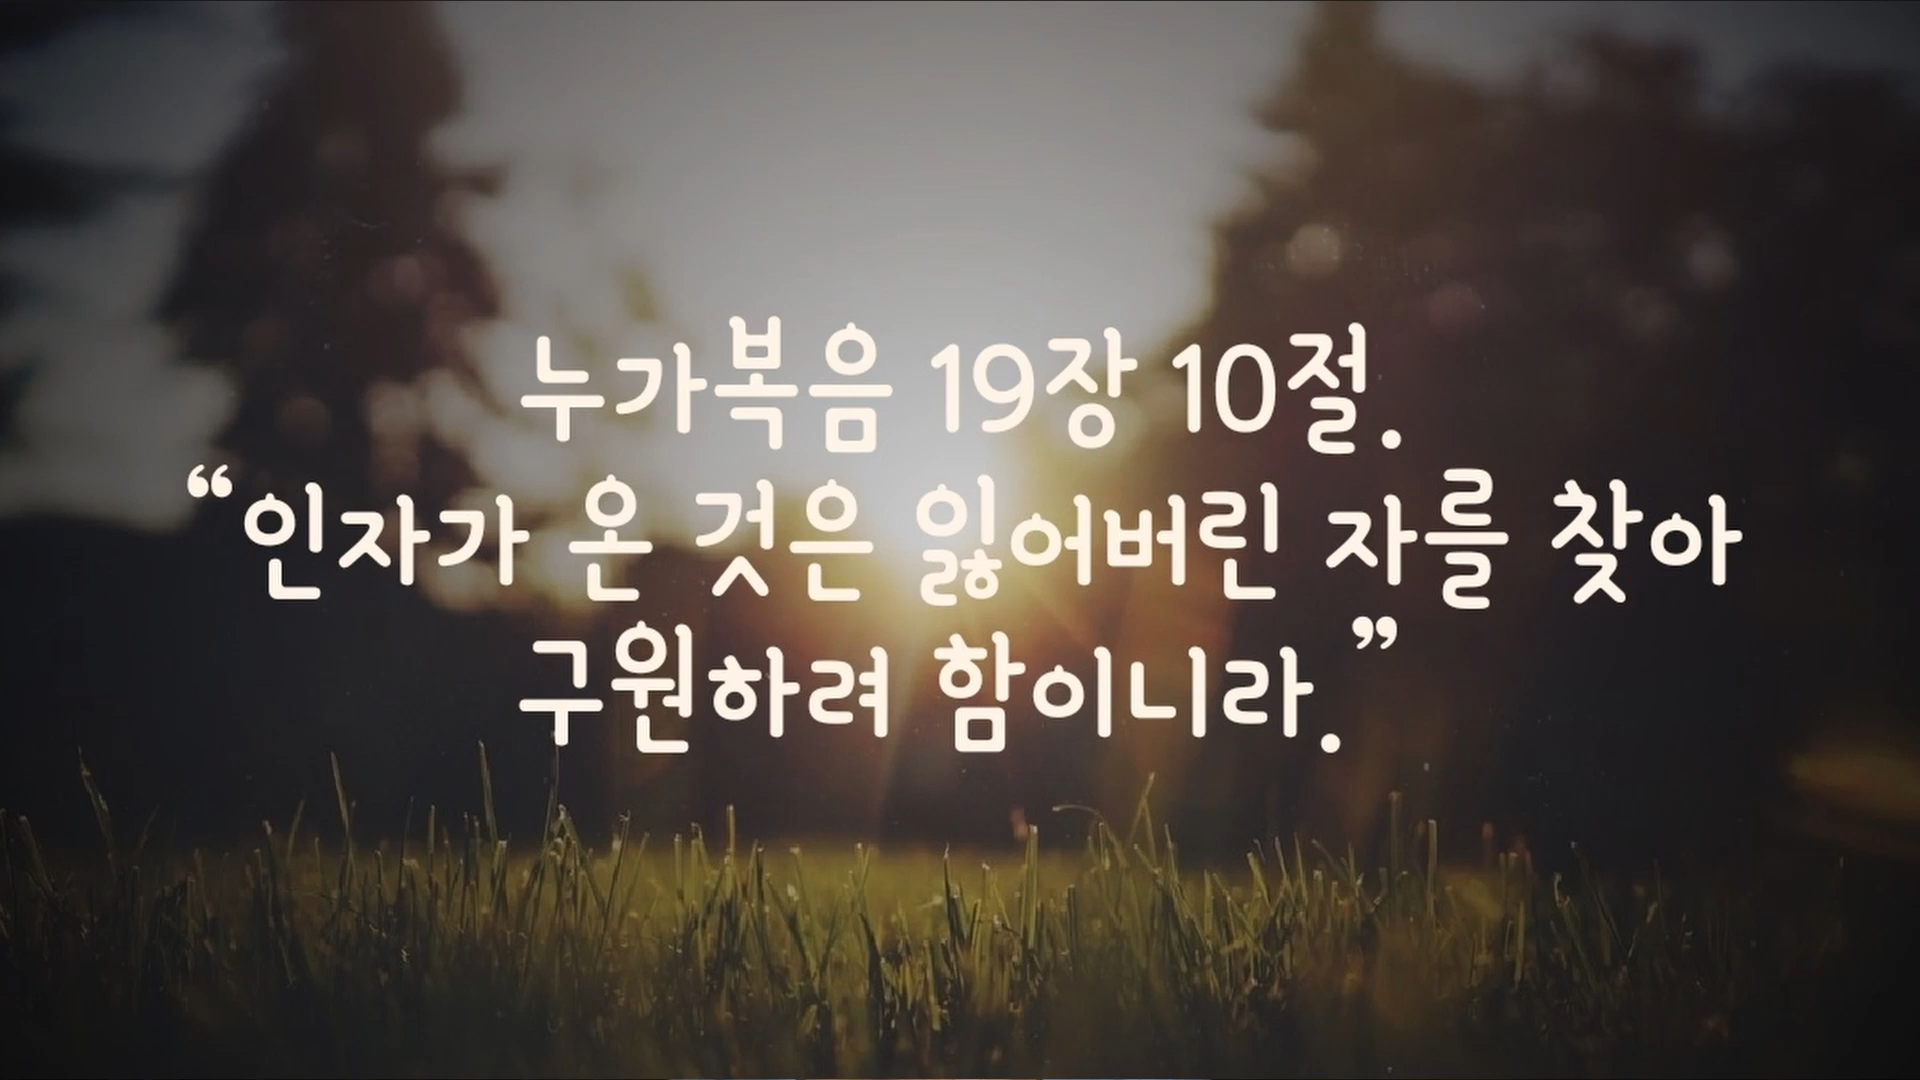 누가복음 19장 10절.
“인자가 온 것은 잃어버린 자를 찾아
구원하려 함이니라.”